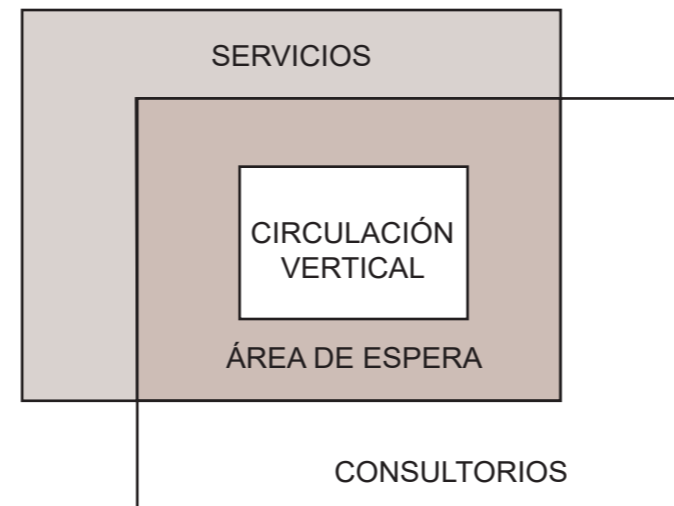 SERVICIOS
CIRCULACIÓN
VERTICAL
ÁREA DE ESPERA
CONSULTORIOS